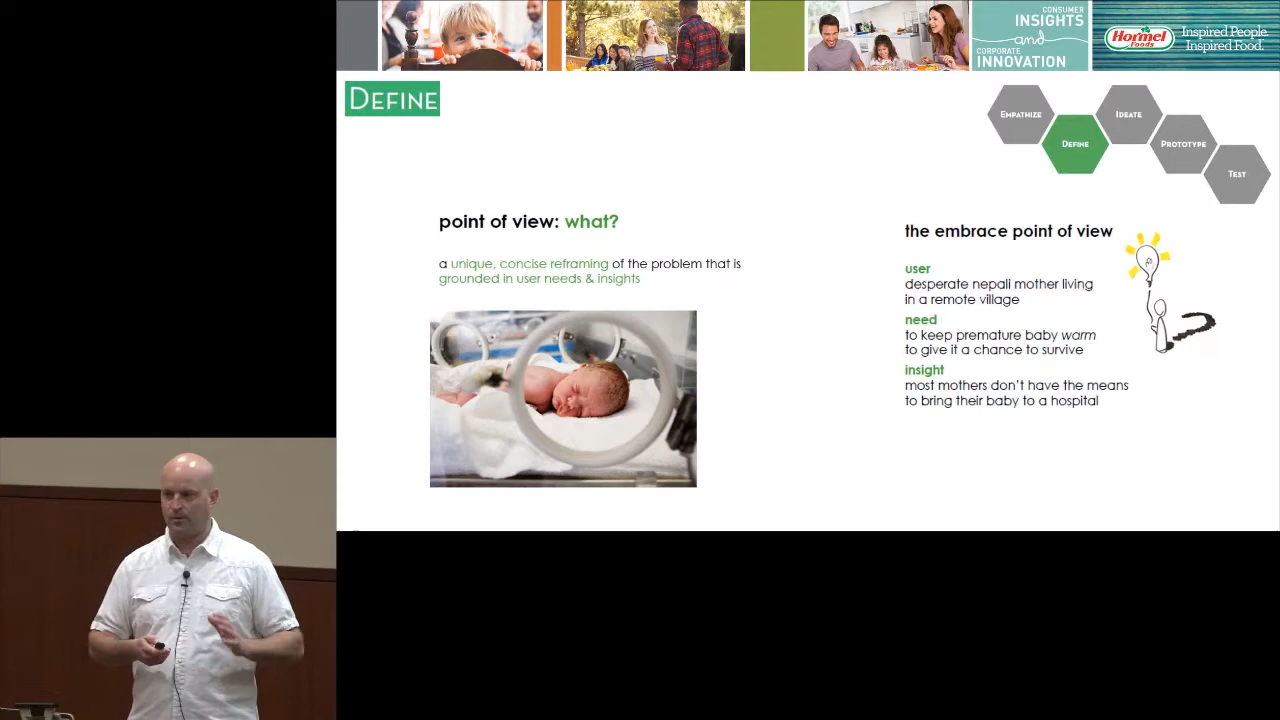 CONSUMER
INSIGHTS
and
CORPORATE
INNOVATION
Hormel
Foods
Inspired People.
Inspired Food.
DEFINE
EMPATHIZE
DEFINE
IDEATE
PROTOTYPE
TEST
point of view: what?
a unique, concise reframing of the problem that is
grounded in user needs & insights
the embrace point of view
user
desperate nepali mother living
in a remote village
need
to keep premature baby warm
to give it a chance to survive
insight
most mothers don't have the means
to bring their baby to a hospital